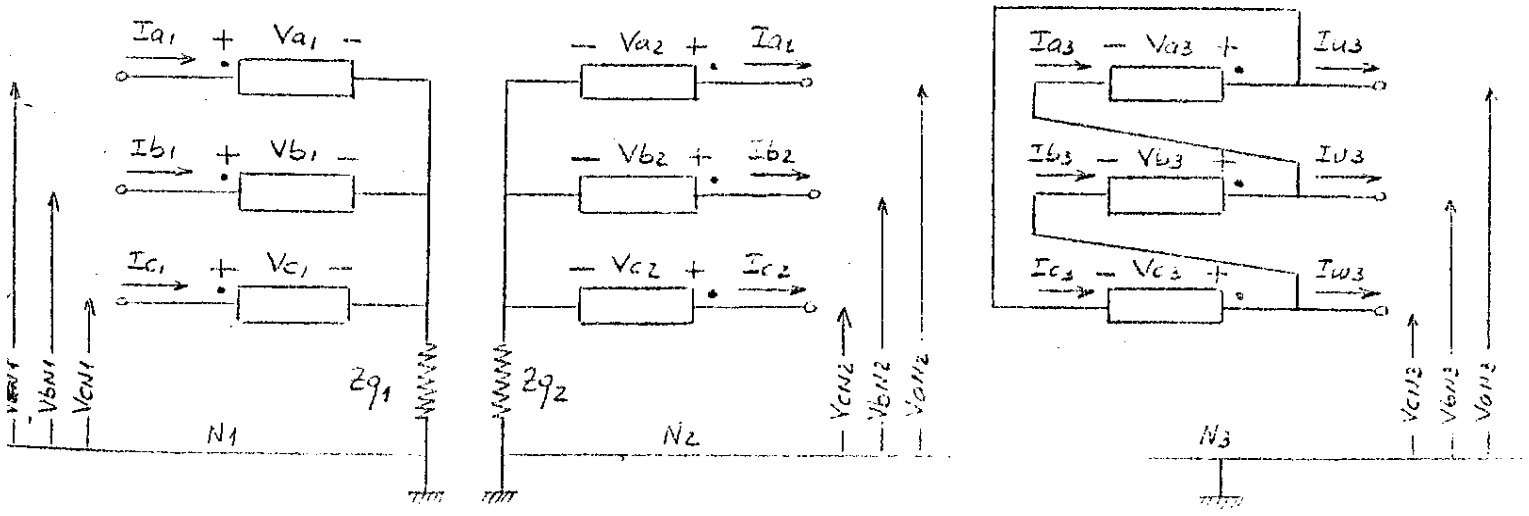 Ia1 + Va1 - - Va2 + Ia2 Ia3 - Va3 + Iu3
Ib1 + Vb1 - - Vb2 + Ib2 Ib3 - Vb3 + Iv3
Ic1 + Vc1 - - Vc2 + Ic2 Ic3 - Vc3 + Iw3
Zg1 Zg2
VbN1 VcN1 VcN2 VbN2 VaN2 VcN3 VbN3 VaN3
N1 N2 N3